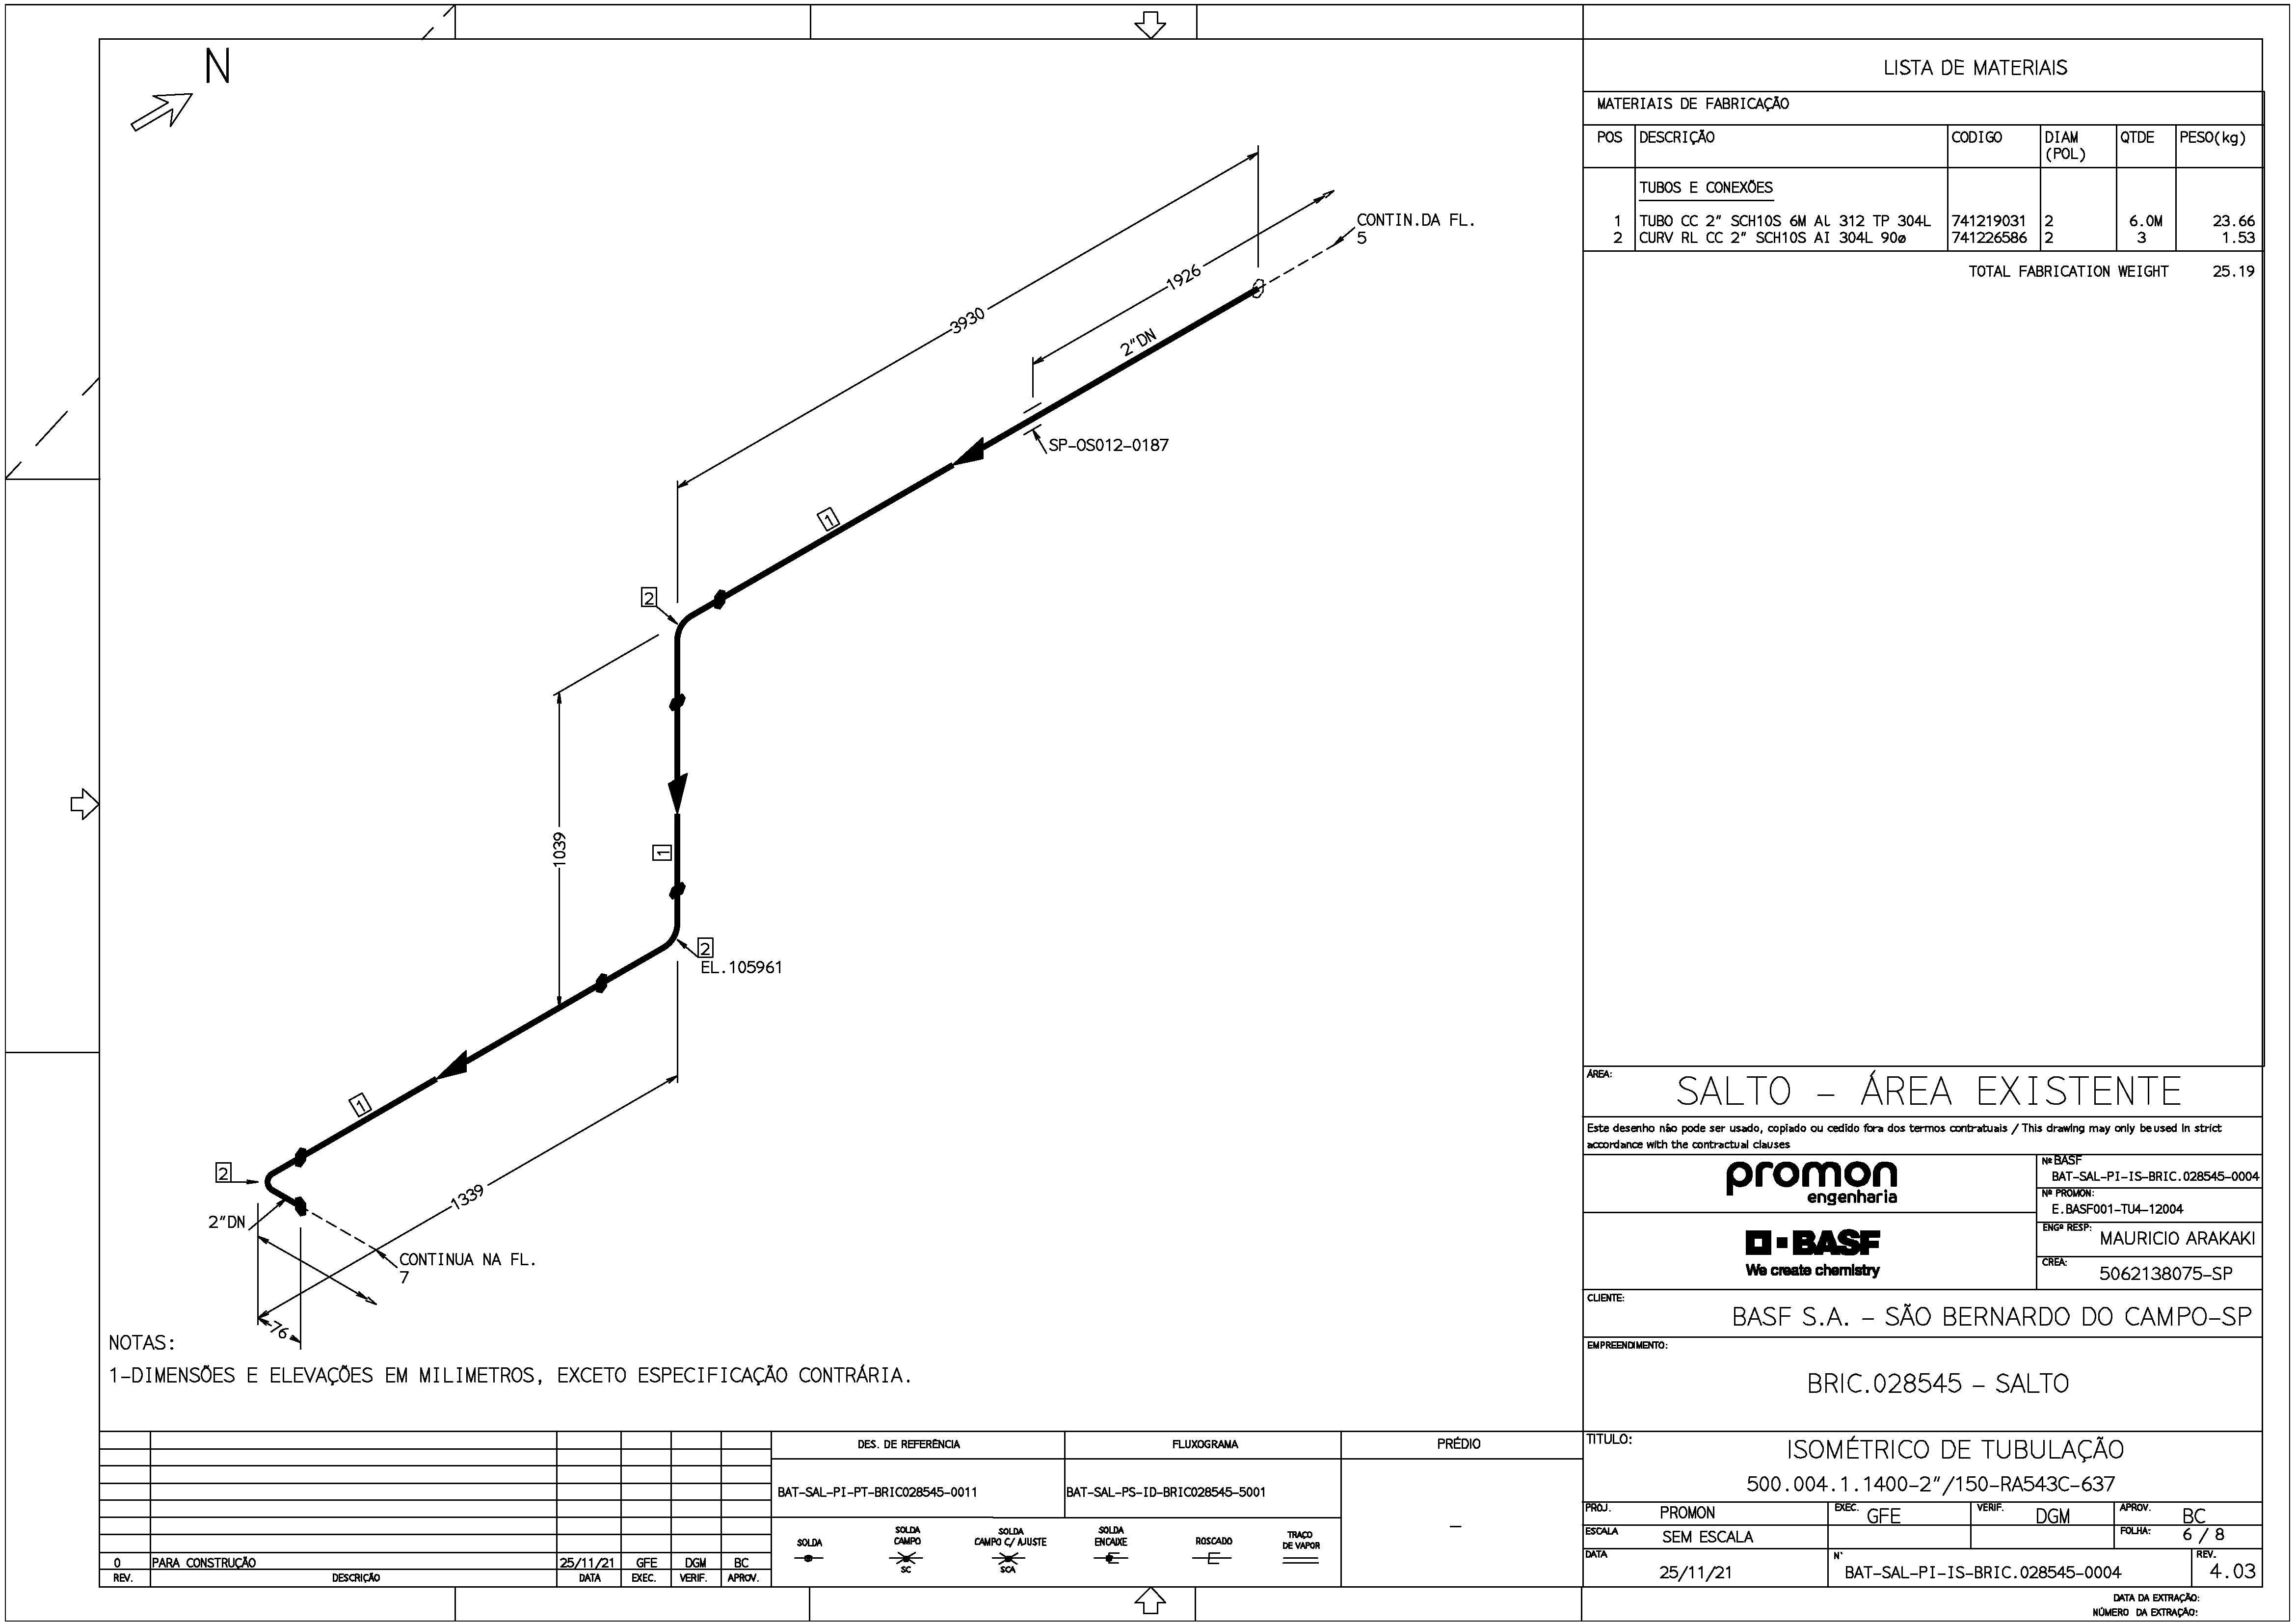 N
3930
1926
2"DN
CONTIN.DA FL.
5
SP-OS012-0187
1
2
1039
1
2
EL.105961
1
2
2"DN
1339
CONTINUA NA FL.
7
76
NOTAS:
1-DIMENSÕES E ELEVAÇÕES EM MILIMETROS, EXCETO ESPECIFICAÇÃO CONTRÁRIA.
LISTA DE MATERIAIS
MATERIAIS DE FABRICAÇÃO
POS DESCRIÇÃO CODIGO DIAM (POL) QTDE PESO(kg)
TUBOS E CONEXÕES
1 TUBO CC 2" SCH10S 6M AL 312 TP 304L 741219031 2 6.0M 23.66
2 CURV RL CC 2" SCH10S AI 304L 90ø 741226586 2 3 1.53
TOTAL FABRICATION WEIGHT 25.19
ÁREA:
SALTO - ÁREA EXISTENTE
Este desenho não pode ser usado, copiado ou cedido fora dos termos contratuais / This drawing may only be used in strict
accordance with the contractual clauses
promon
engenharia
Nº BASF
BAT-SAL-PI-IS-BRIC.028545-0004
Nº PROMON:
E.BASF001-TU4-12004
BASF
We create chemistry
ENGº RESP:
MAURICIO ARAKAKI
CREA:
5062138075-SP
CLIENTE:
BASF S.A. - SÃO BERNARDO DO CAMPO-SP
EMPREENDIMENTO:
BRIC.028545 - SALTO
TITULO:
ISOMÉTRICO DE TUBULAÇÃO
500.004.1.1400-2"/150-RA543C-637
PROJ. PROMON EXEC. GFE VERIF. DGM APROV. BC
ESCALA SEM ESCALA FOLHA: 6 / 8
DATA 25/11/21 N° BAT-SAL-PI-IS-BRIC.028545-0004 REV. 4.03
DATA DA EXTRAÇÃO:
NÚMERO DA EXTRAÇÃO:
0 PARA CONSTRUÇÃO 25/11/21 GFE DGM BC
REV. DESCRIÇÃO DATA EXEC. VERIF. APROV.
DES. DE REFERÊNCIA FLUXOGRAMA PRÉDIO
BAT-SAL-PI-PT-BRIC028545-0011 BAT-SAL-PS-ID-BRIC028545-5001 -
SOLDA
SOLDA CAMPO
SC
SOLDA CAMPO C/ AJUSTE
SCA
SOLDA ENCAIXE
ROSCADO
TRAÇO DE VAPOR